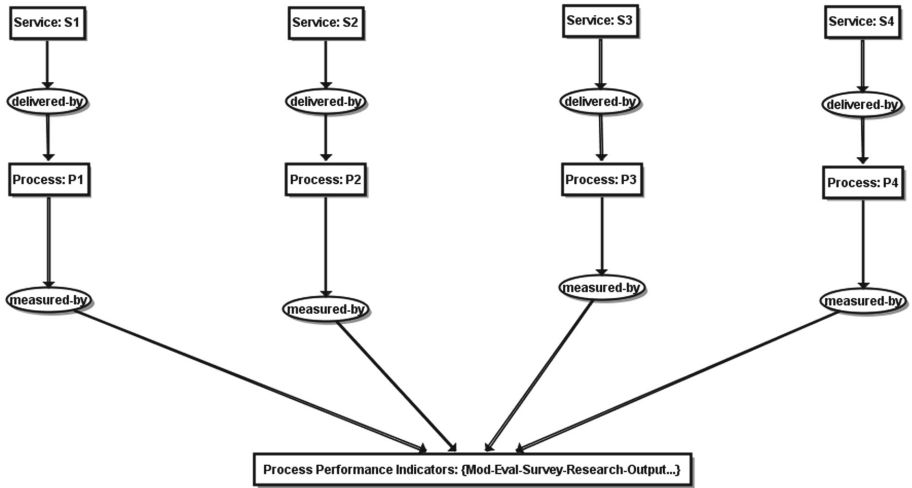 Service: S1
Service: S2
Service: S3
Service: S4
delivered-by
delivered-by
delivered-by
delivered-by
Process: P1
Process: P2
Process: P3
Process: P4
measured-by
measured-by
measured-by
measured-by
Process Performance Indicators: {Mod-Eval-Survey-Research-Output...}